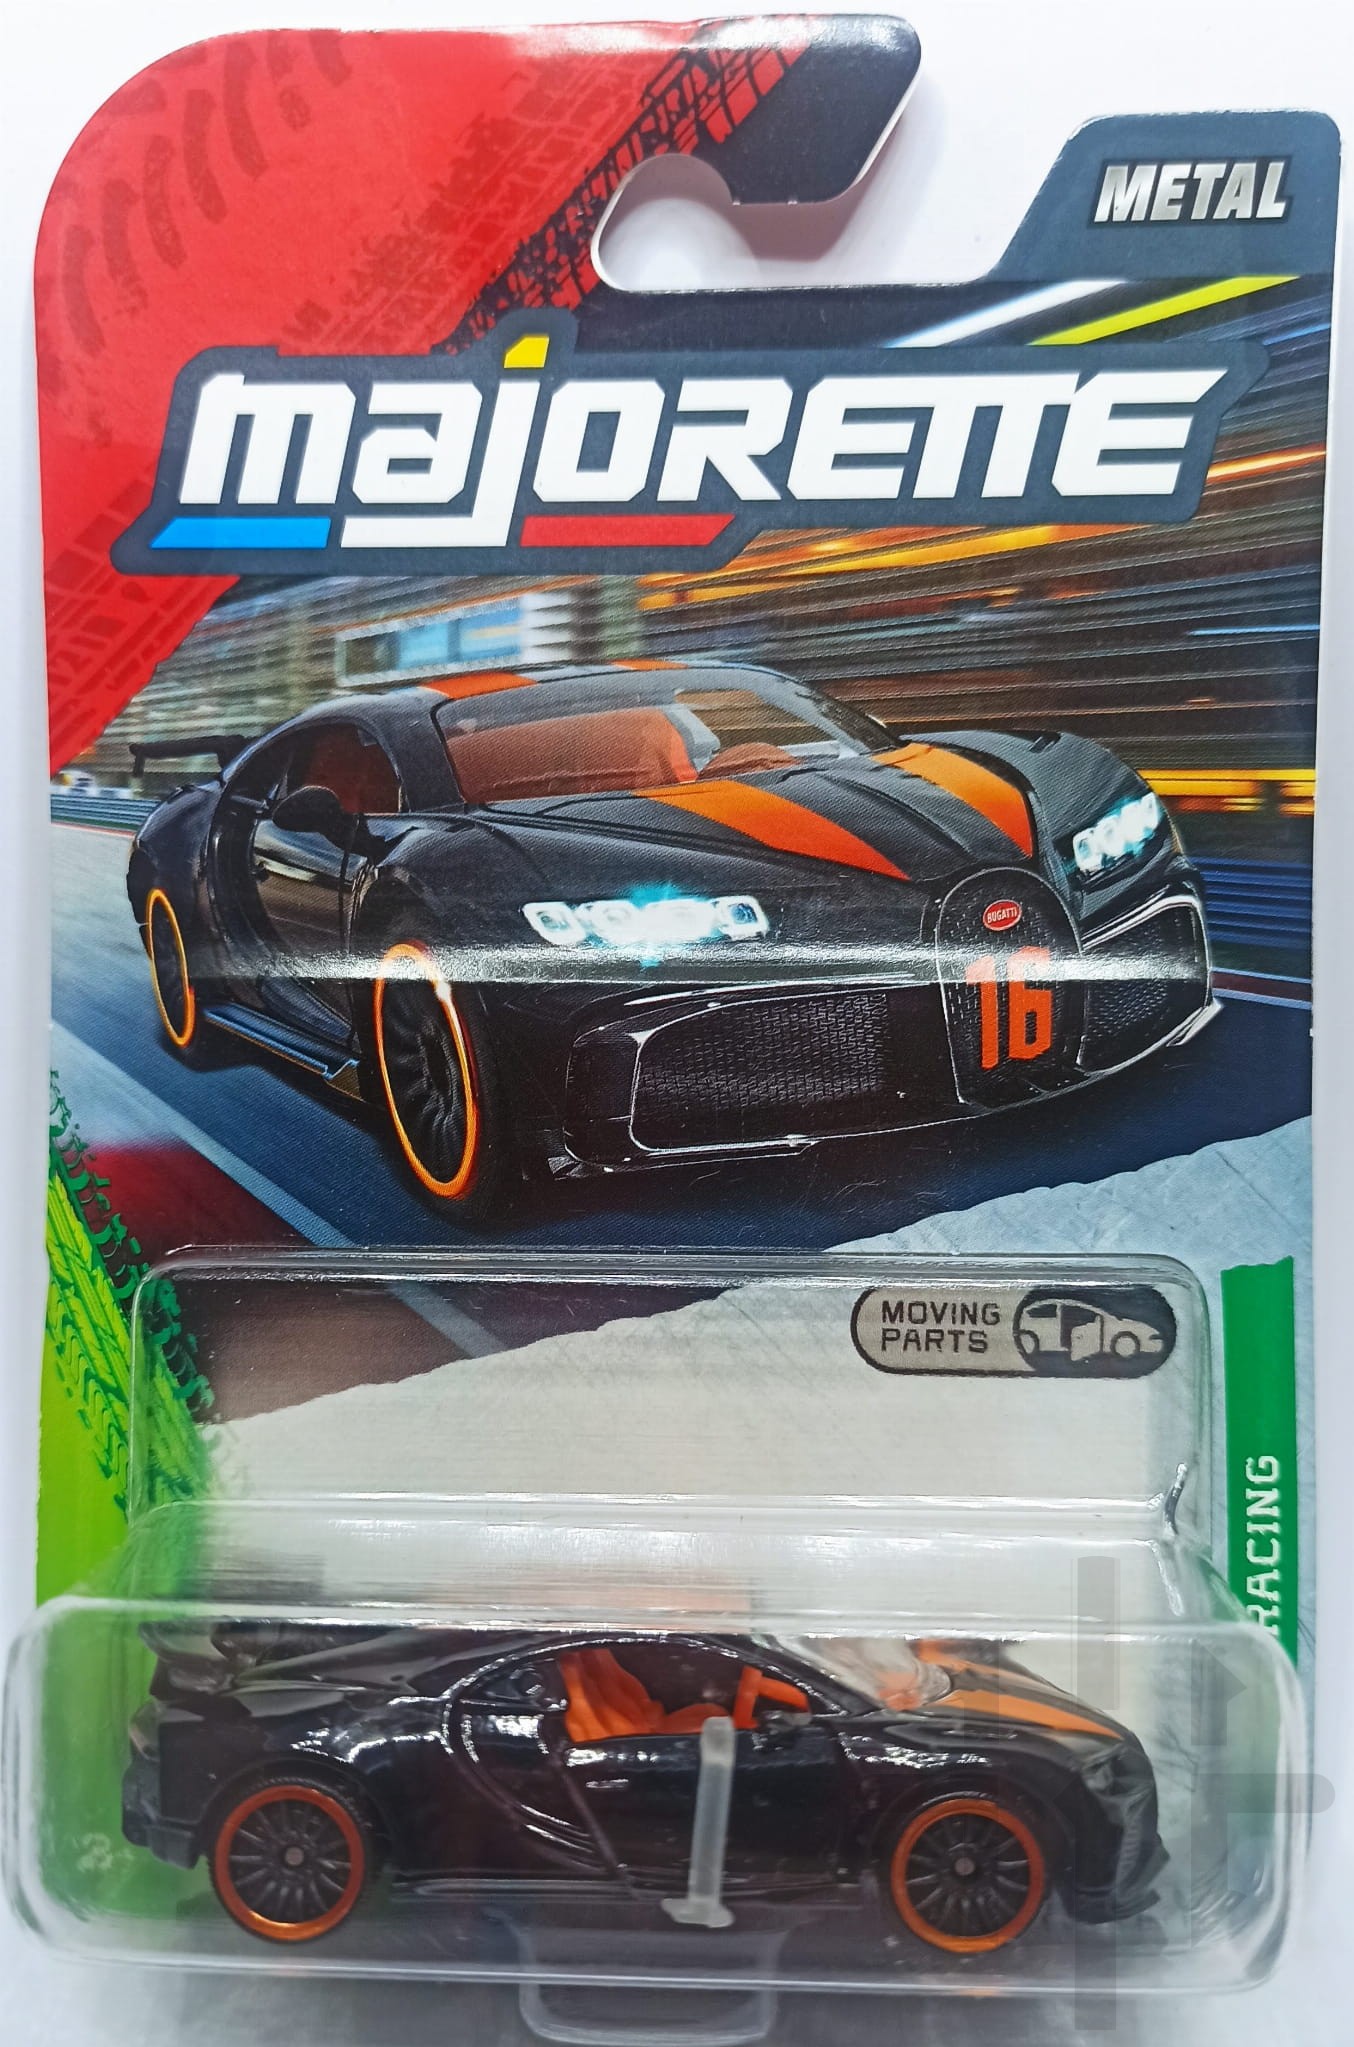 METAL
majorette
BUGATTI
16
MOVING
PARTS
RACING